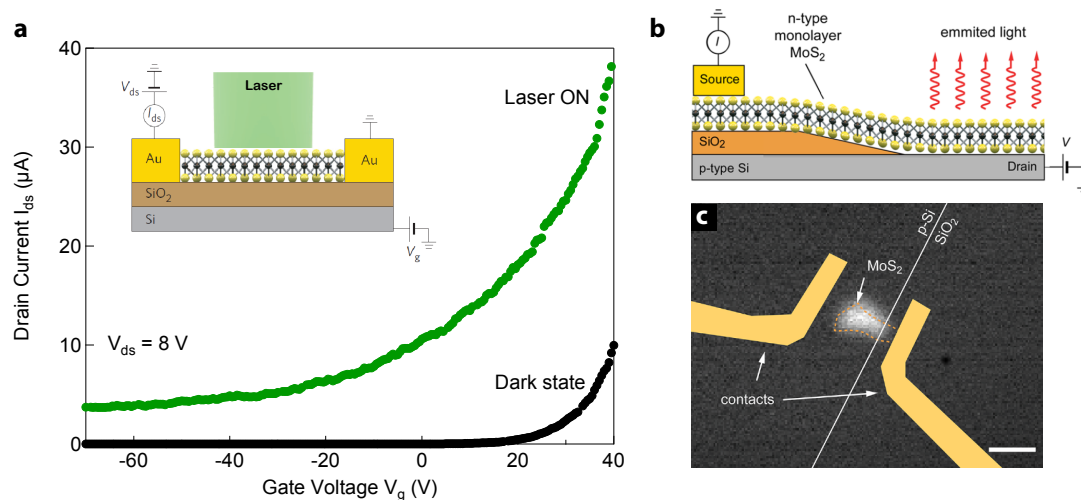 a
40
30
20
10
0
Drain Current I_ds (µA)
-60
-40
-20
0
20
40
Gate Voltage V_g (V)
Laser ON
Dark state
V_ds = 8 V
Laser
V_ds
I_ds
Au
Au
SiO₂
Si
V_g
b
n-type
monolayer
MoS₂
emmited light
I
Source
SiO₂
p-type Si
Drain
V
c
p-Si
SiO₂
MoS₂
contacts